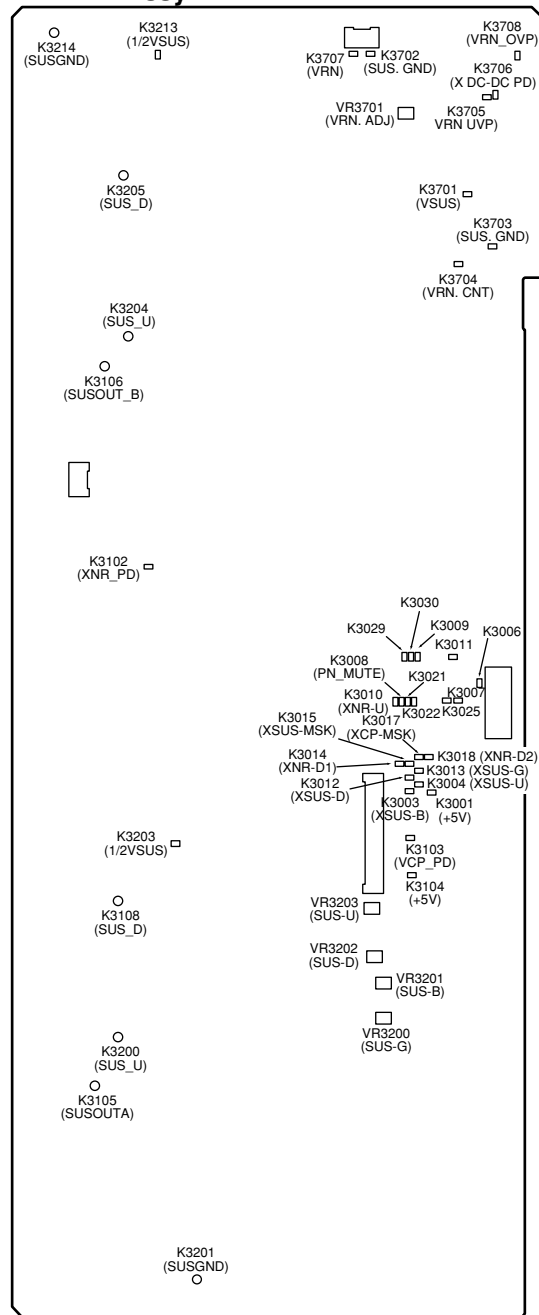 K3214
(SUSGND)
K3213
(1/2VSUS)
K3707
(VRN)
K3702
(SUS. GND)
K3708
(VRN_OVP)
K3706
(X DC-DC PD)
K3705
VRN UVP)
VR3701
(VRN. ADJ)
K3205
(SUS_D)
K3701
(VSUS)
K3703
(SUS. GND)
K3704
(VRN. CNT)
K3204
(SUS_U)
K3106
(SUSOUT_B)
K3102
(XNR_PD)
K3030
K3029
K3009
K3011
K3006
K3008
(PN_MUTE)
K3021
K3010
(XNR-U)
K3007
K3022
K3025
K3015
(XSUS-MSK)
K3017
(XCP-MSK)
K3014
(XNR-D1)
K3018 (XNR-D2)
K3013 (XSUS-G)
K3012
(XSUS-D)
K3004 (XSUS-U)
K3003
(XSUS-B)
K3001
(+5V)
K3203
(1/2VSUS)
K3103
(VCP_PD)
K3104
(+5V)
K3108
(SUS_D)
VR3203
(SUS-U)
VR3202
(SUS-D)
VR3201
(SUS-B)
VR3200
(SUS-G)
K3200
(SUS_U)
K3105
(SUSOUTA)
K3201
(SUSGND)